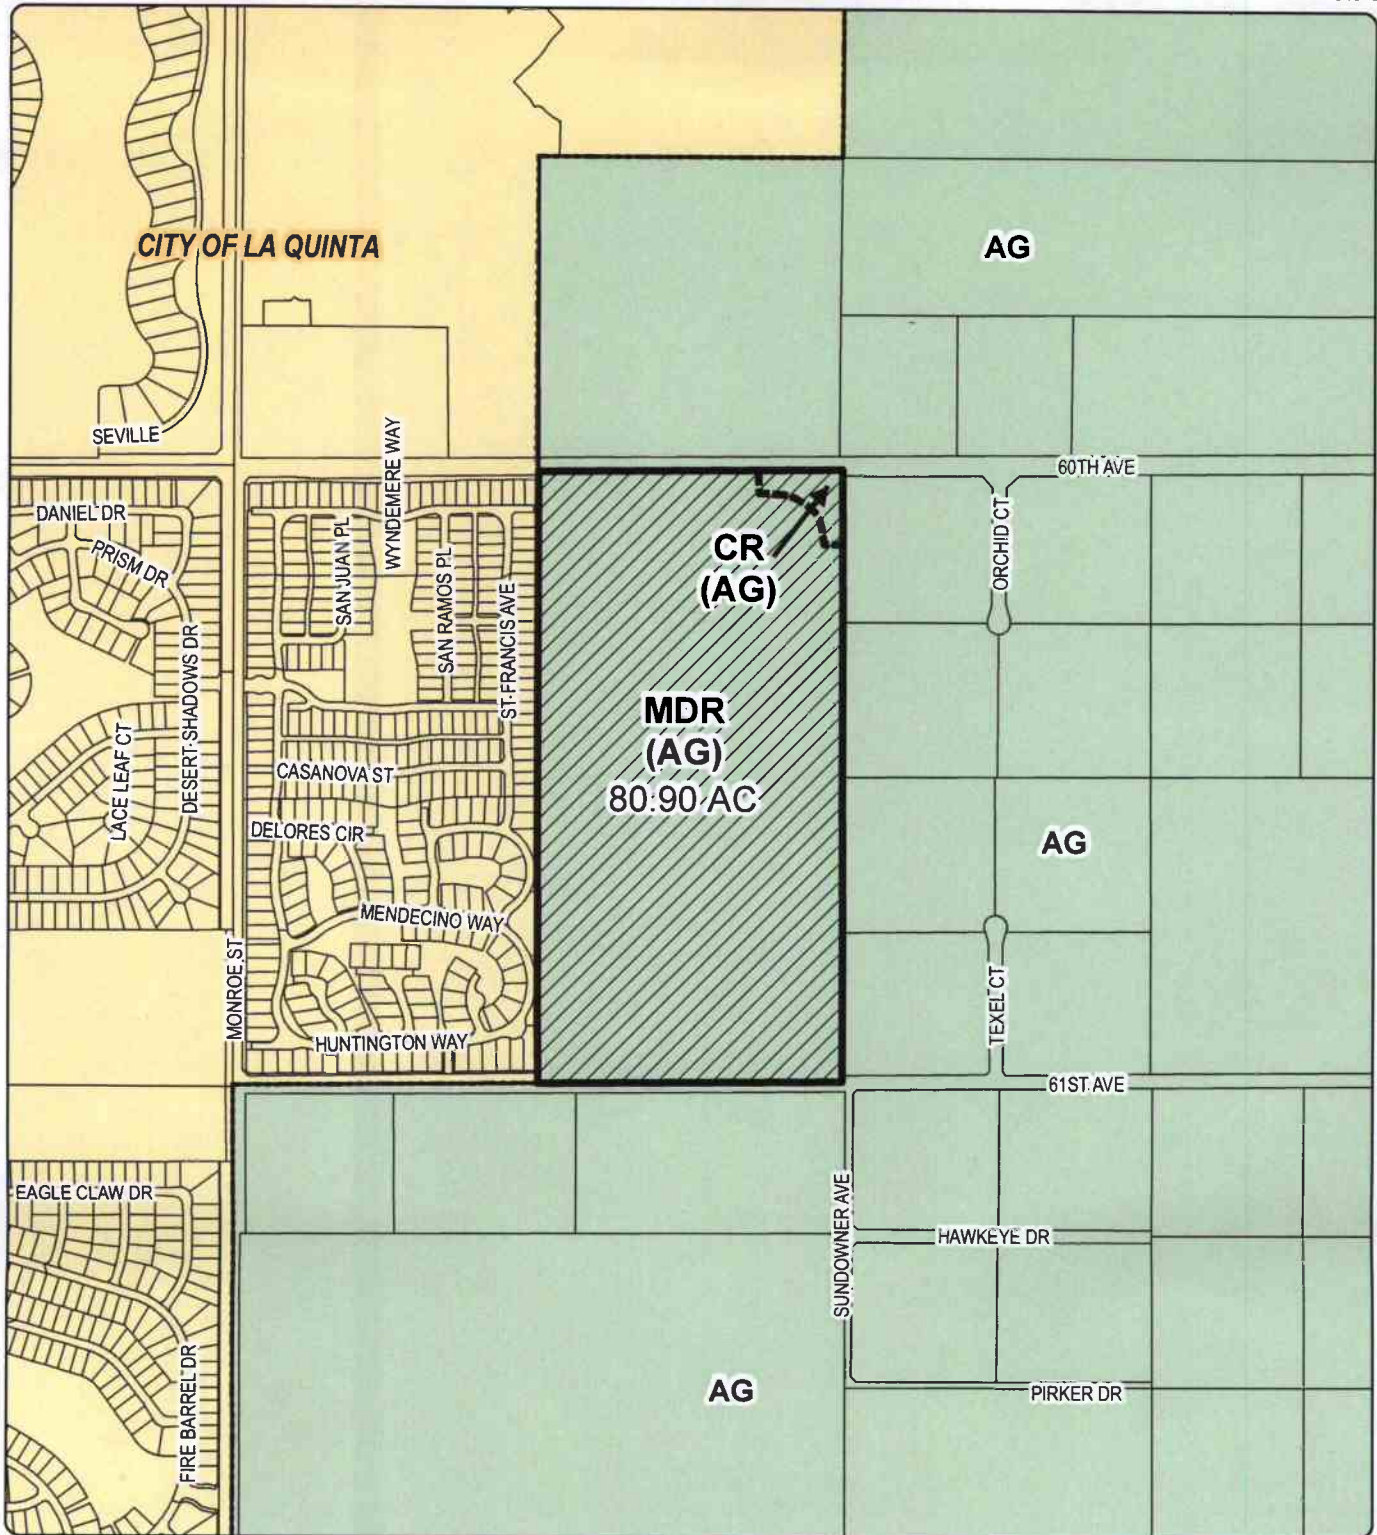 CITY OF LA QUINTA
AG
SEVILLE
WYNDEMERE WAY
60TH AVE
DANIEL DR
PRISM DR
SAN JUAN PL
SAN RAMOS PL
ST FRANCIS AVE
ORCHID CT
CR
(AG)
DESERT SHADOWS DR
LACE LEAF CT
MDR
(AG)
80.90 AC
CASANOVA ST
DELORES CIR
AG
MENDECINO WAY
MONROE ST
TEXEL CT
HUNTINGTON WAY
61ST AVE
EAGLE CLAW DR
SUNDOWNER AVE
HAWKEYE DR
FIRE BARREL DR
AG
PIRKER DR